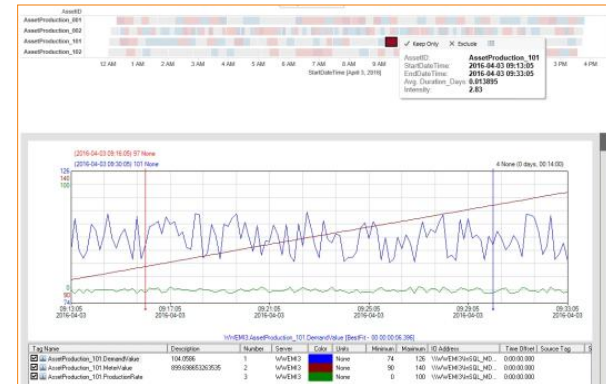 AssetID
AssetProduction_001
AssetProduction_002
AssetProduction_101
AssetProduction_102
12 AM 1 AM 2 AM 3 AM 4 AM 5 AM 6 AM 7 AM 8 AM 9 AM 3 PM 4 PM
StartDateTime [April 3, 2016]
✓ Keep Only ✕ Exclude
AssetID: AssetProduction_101
StartDateTime: 2016-04-03 09:13:05
EndDateTime: 2016-04-03 09:33:05
Avg. Duration_Days: 0.013895
Intensity: 2.83
(2016-04-03 09:16:05) 97 None
(2016-04-03 09:30:05) 101 None 4 None (0 days, 00:14:00)
126
140
100
0
90
74
09:13:05 09:17:05 09:21:05 09:25:05 09:29:05 09:33:05
2016-04-03 2016-04-03 2016-04-03 2016-04-03 2016-04-03 2016-04-03
WWEMI3.AssetProduction_101.DemandValue [BestFit - 00:00:00:06.396]
Tag Name Description Number Server Color Units Minimum Maximum IO Address Time Offset Source Tag S
AssetProduction_101.DemandValue 104.0586 1 WWEMI3 None 74 126 0:00:00.000
AssetProduction_101.MeterValue 899.698653263535 2 WWEMI3 None 90 140 0:00:00.000
AssetProduction_101.ProductionRate 3 WWEMI3 None 0 100 0:00:00.000